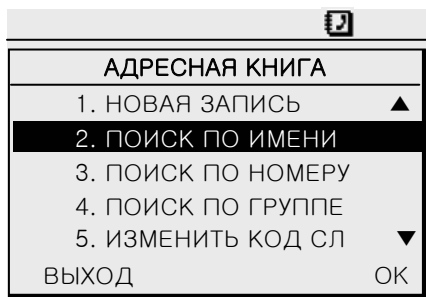 АДРЕСНАЯ КНИГА
1. НОВАЯ ЗАПИСЬ
2. ПОИСК ПО ИМЕНИ
3. ПОИСК ПО НОМЕРУ
4. ПОИСК ПО ГРУППЕ
5. ИЗМЕНИТЬ КОД СЛ
ВЫХОД OK